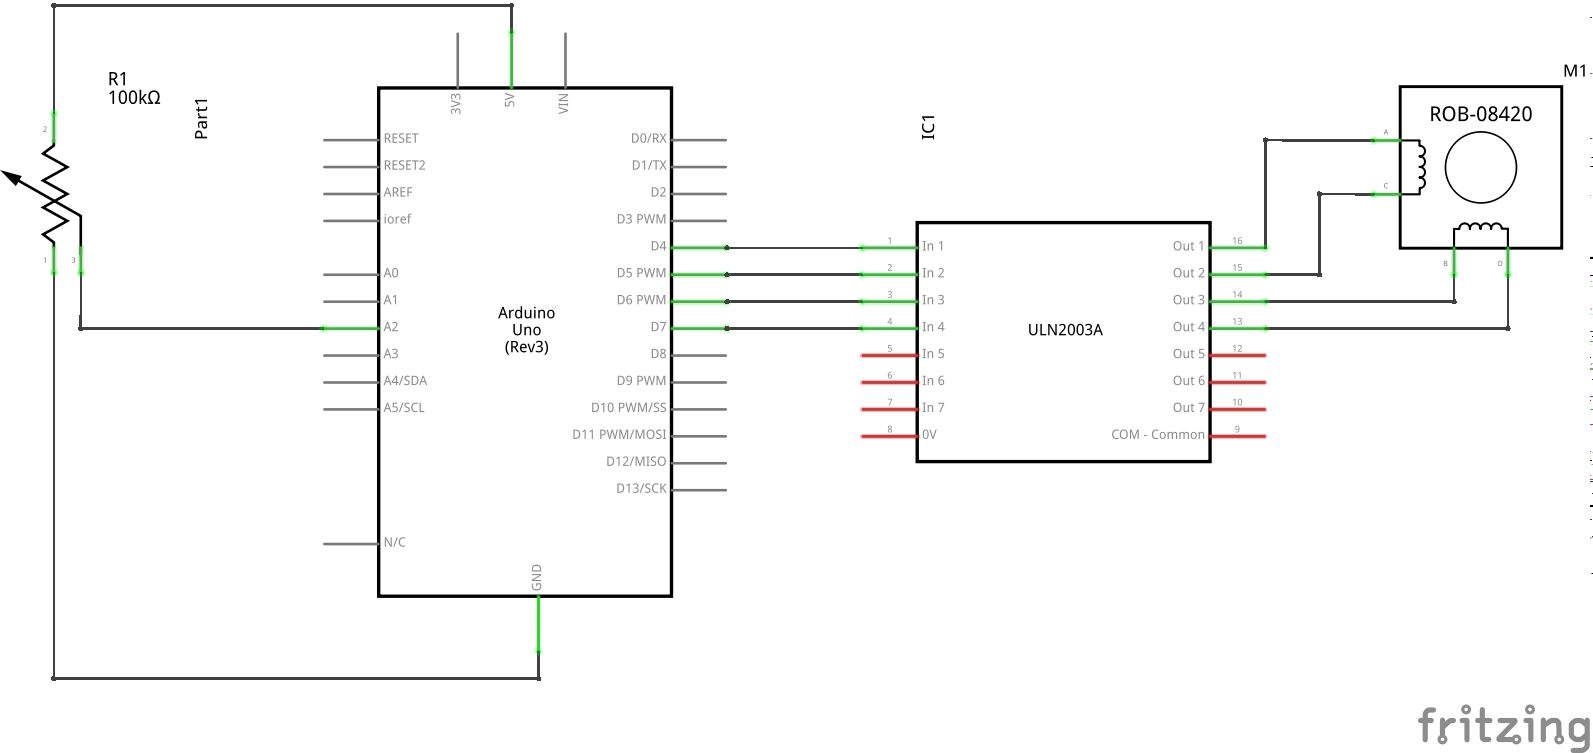 R1
100kΩ
Part1
2
1
3
3V3
5V
VIN
RESET
RESET2
AREF
ioref
A0
A1
A2
A3
A4/SDA
A5/SCL
N/C
Arduino
Uno
(Rev3)
D0/RX
D1/TX
D2
D3 PWM
D4
D5 PWM
D6 PWM
D7
D8
D9 PWM
D10 PWM/SS
D11 PWM/MOSI
D12/MISO
D13/SCK
GND
IC1
1 In 1
2 In 2
3 In 3
4 In 4
5 In 5
6 In 6
7 In 7
8 0V
ULN2003A
Out 1 16
Out 2 15
Out 3 14
Out 4 13
Out 5 12
Out 6 11
Out 7 10
COM - Common 9
M1
ROB-08420
A
C
B
D
fritzing